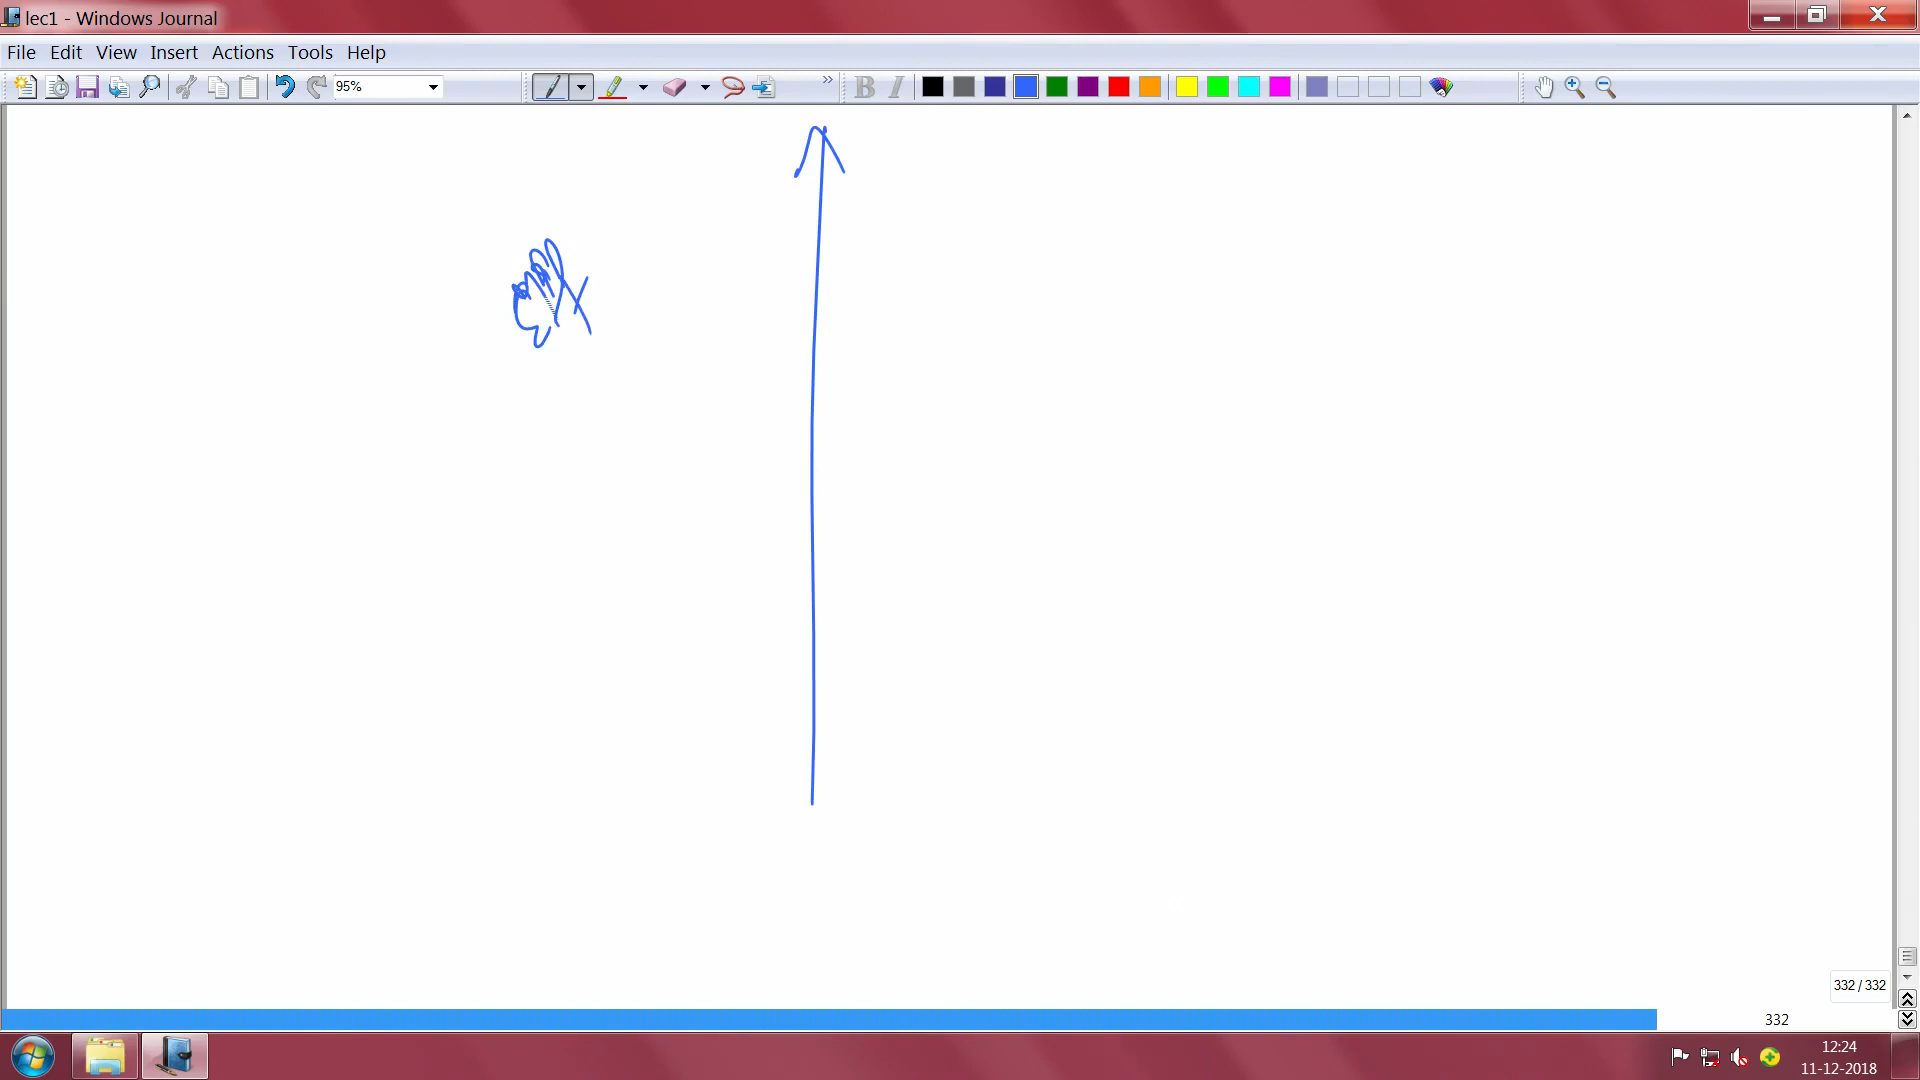 lec1 - Windows Journal
File Edit View Insert Actions Tools Help
95% B I
332 / 332
332
12:24
11-12-2018